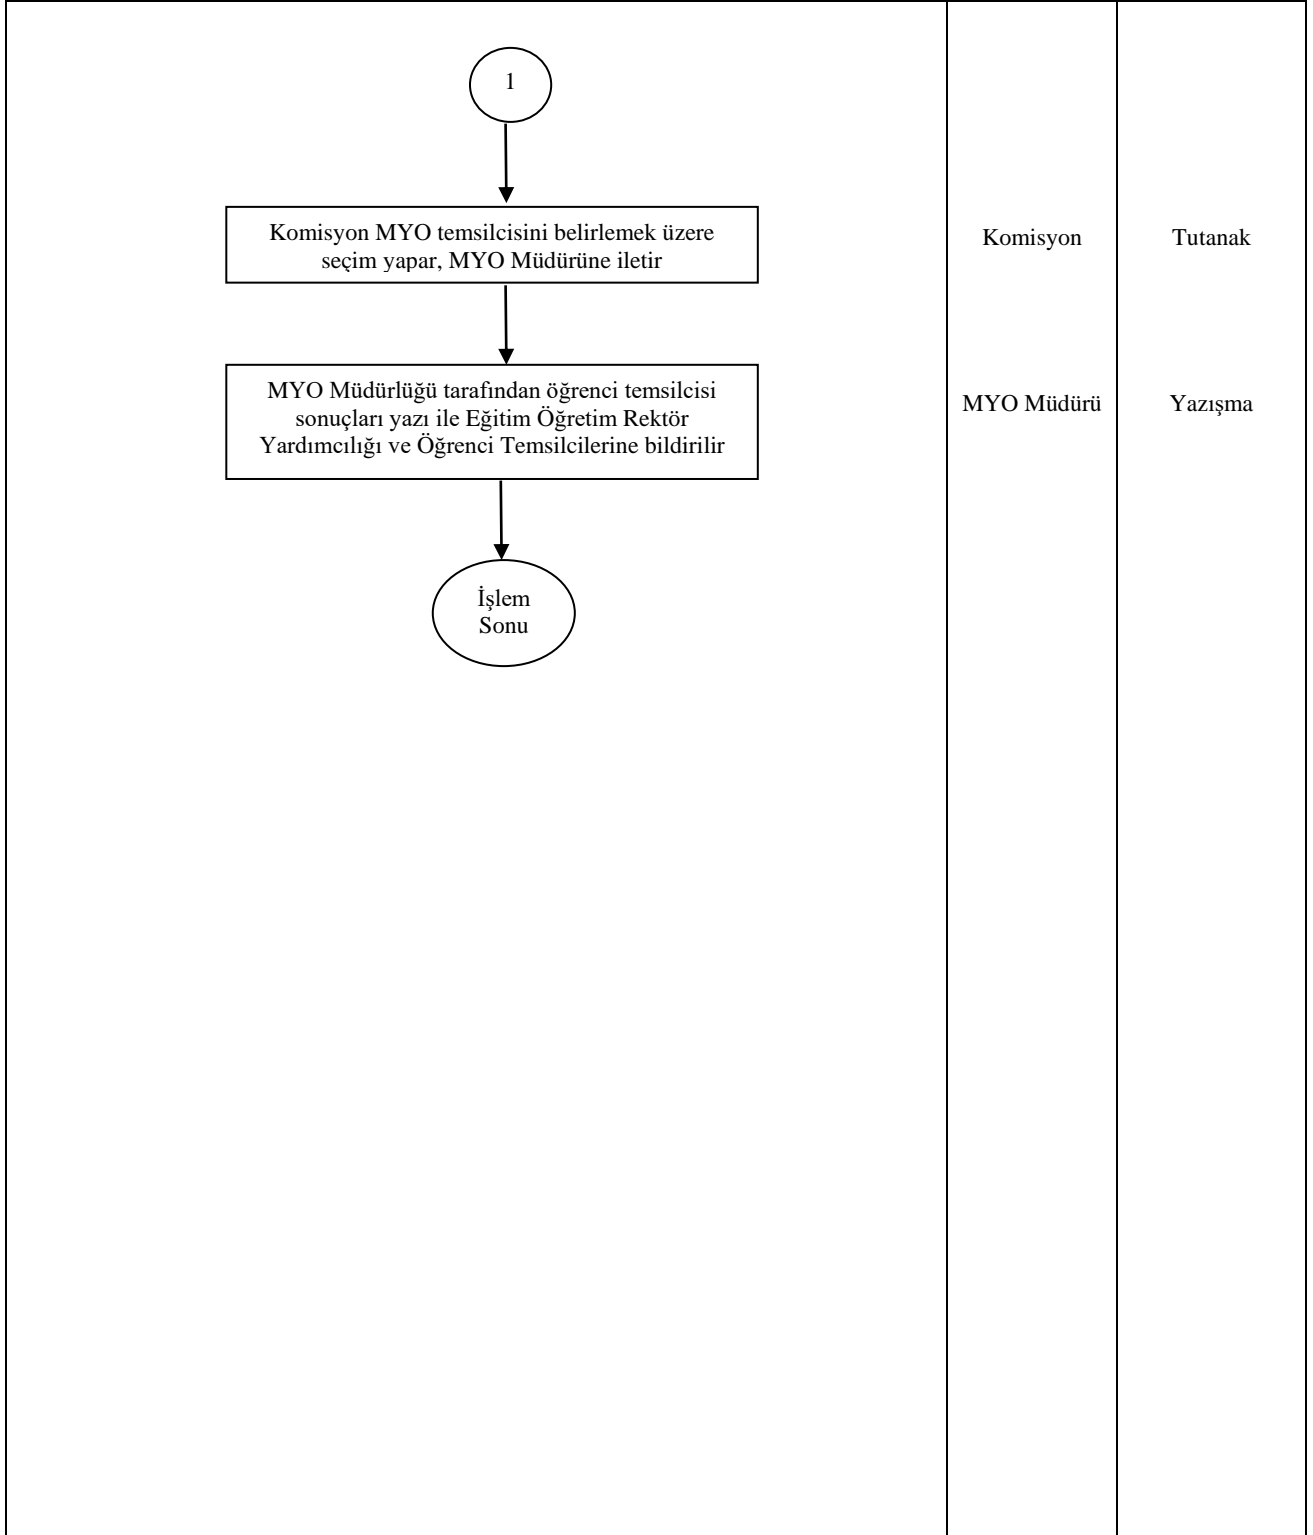 1
Komisyon MYO temsilcisini belirlemek üzere
seçim yapar, MYO Müdürüne iletir
Komisyon
Tutanak
MYO Müdürlüğü tarafından öğrenci temsilcisi
sonuçları yazı ile Eğitim Öğretim Rektör
Yardımcılığı ve Öğrenci Temsilcilerine bildirilir
MYO Müdürü
Yazışma
İşlem
Sonu